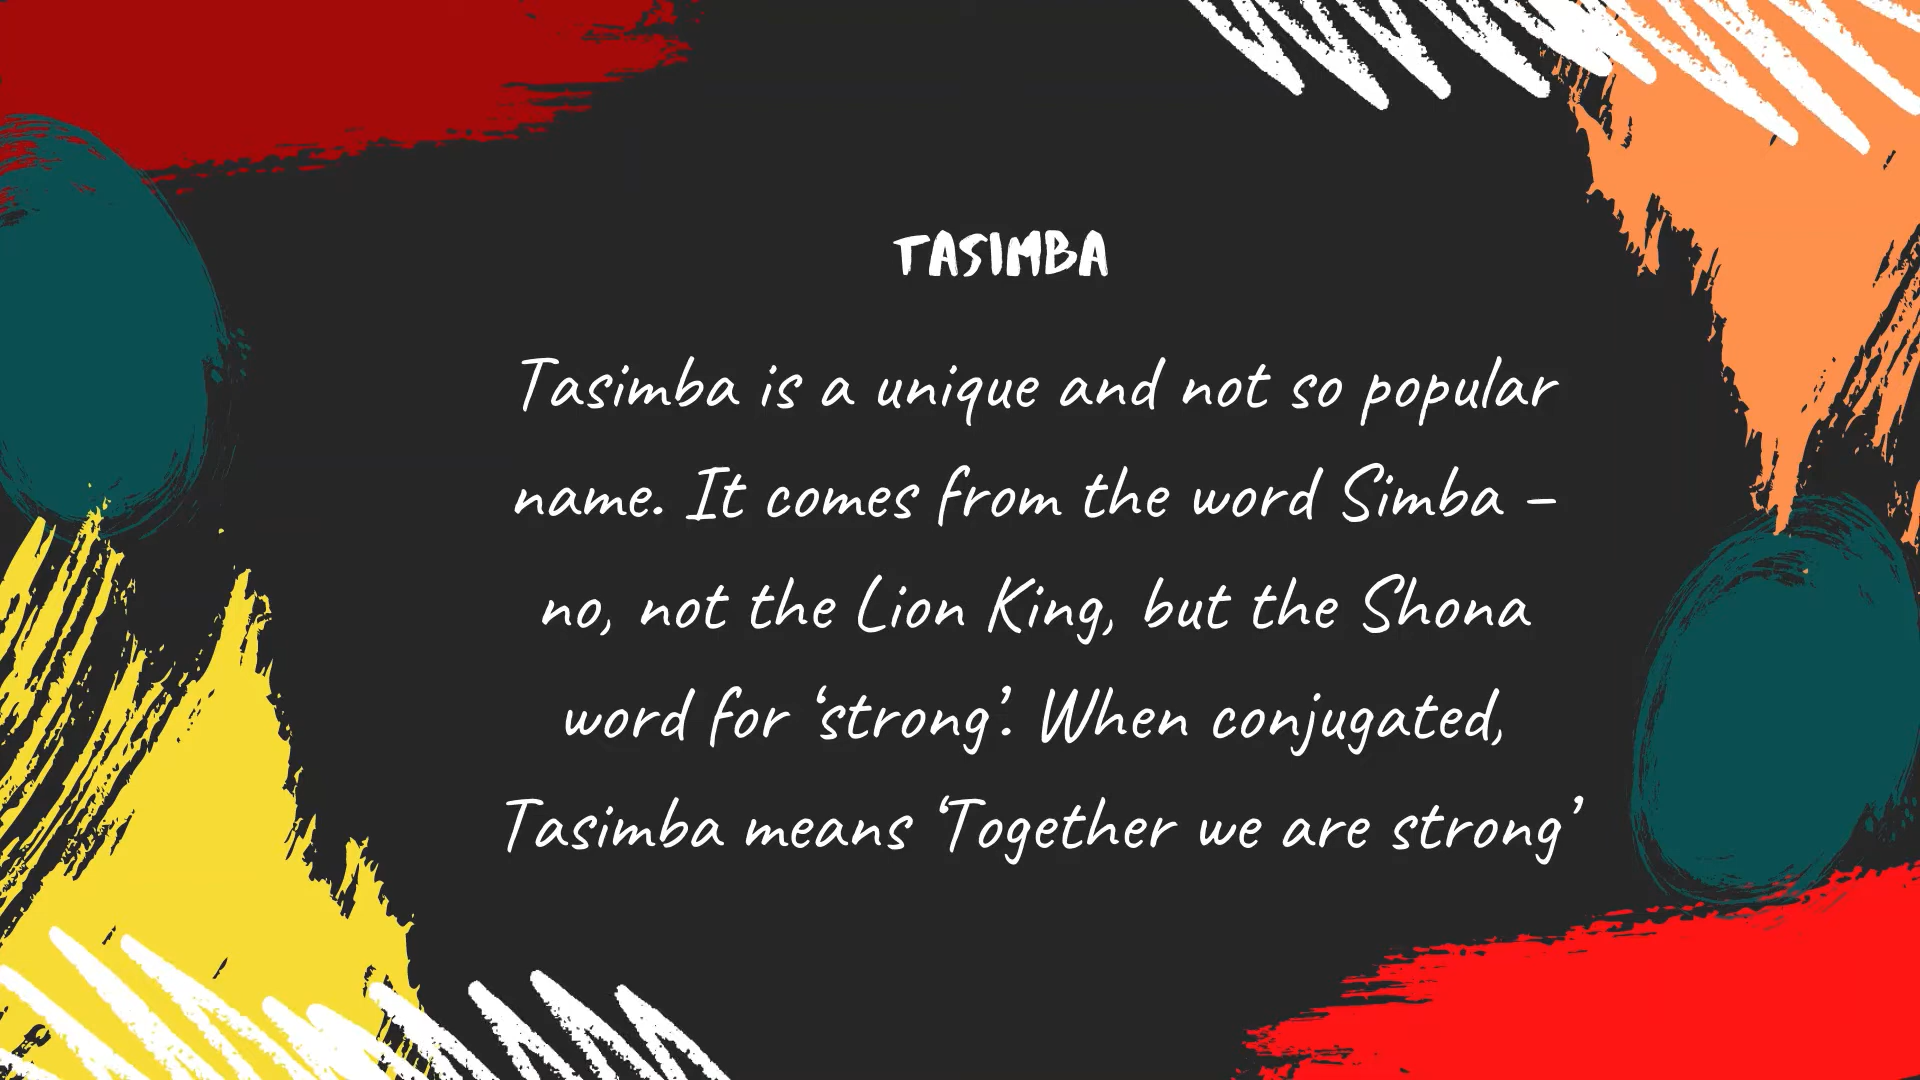 TASIMBA
Tasimba is a unique and not so popular
name. It comes from the word Simba –
no, not the Lion King, but the Shona
word for ‘strong’. When conjugated,
Tasimba means ‘Together we are strong’